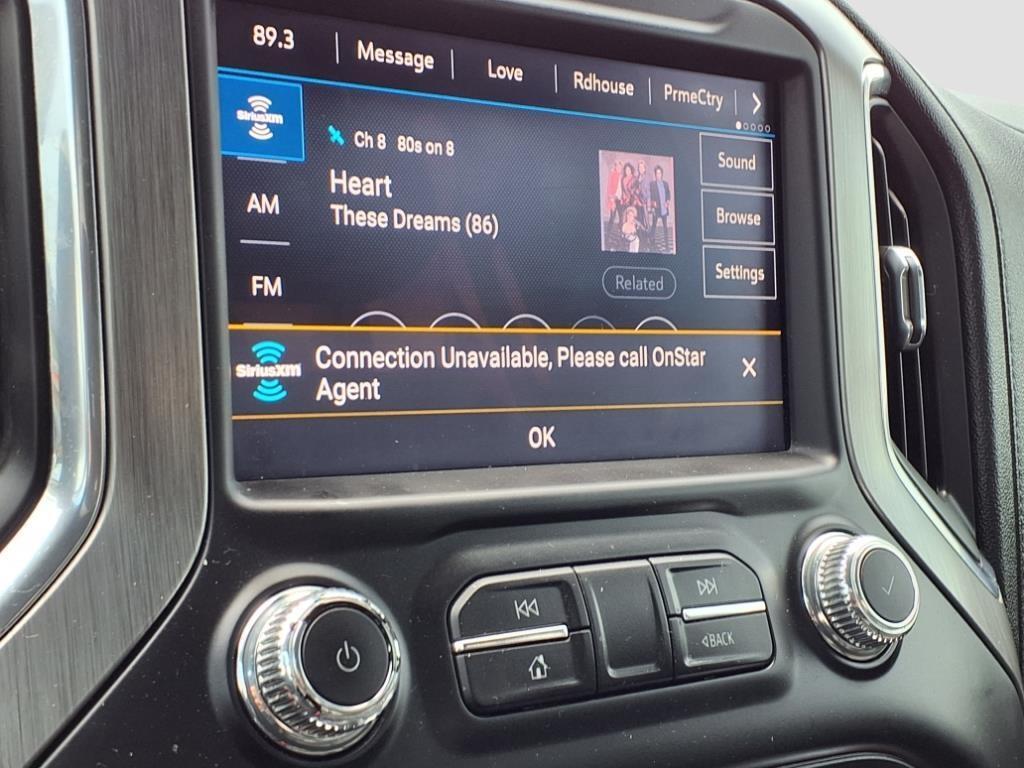 89.3
Message
Love
Rdhouse
PrmeCtry
SiriusXM
Ch 8 80s on 8
Sound
Heart
AM
These Dreams (86)
Browse
FM
Related
Settings
SiriusXM
Connection Unavailable, Please call OnStar
Agent
OK
BACK